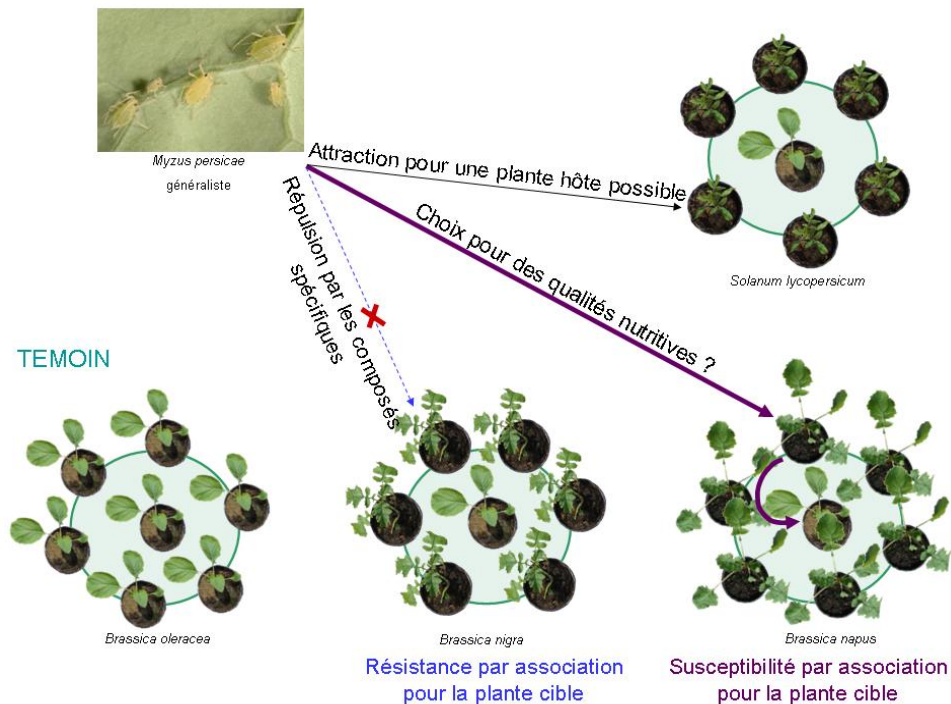 Myzus persicae
généraliste
Attraction pour une plante hôte possible
Choix pour des qualités nutritives ?
Répulsion par les composés
spécifiques
Solanum lycopersicum
TEMOIN
Brassica oleracea
Brassica nigra
Brassica napus
Résistance par association
pour la plante cible
Susceptibilité par association
pour la plante cible